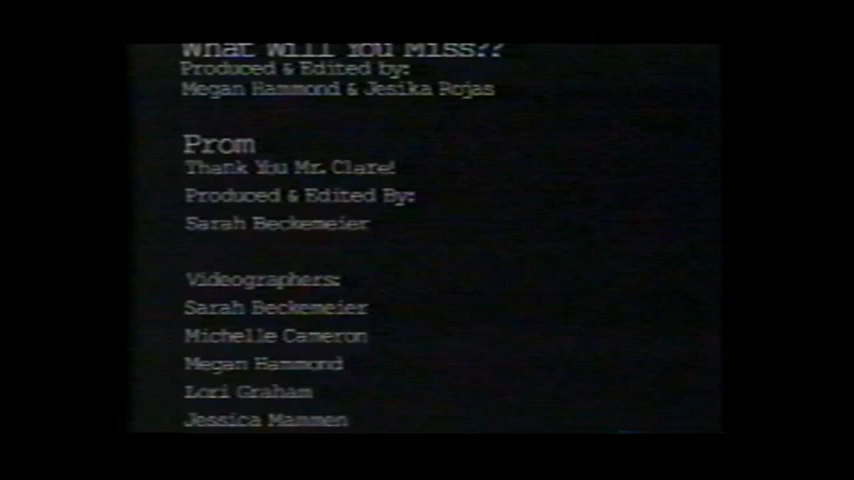 What Will You Miss??
Produced & Edited by:
Megan Hammond & Jesika Rojas
Prom
Thank You Mr. Clare!
Produced & Edited By:
Sarah Beckemeier
Videographers:
Sarah Beckemeier
Michelle Cameron
Megan Hammond
Lori Graham
Jessica Mammen